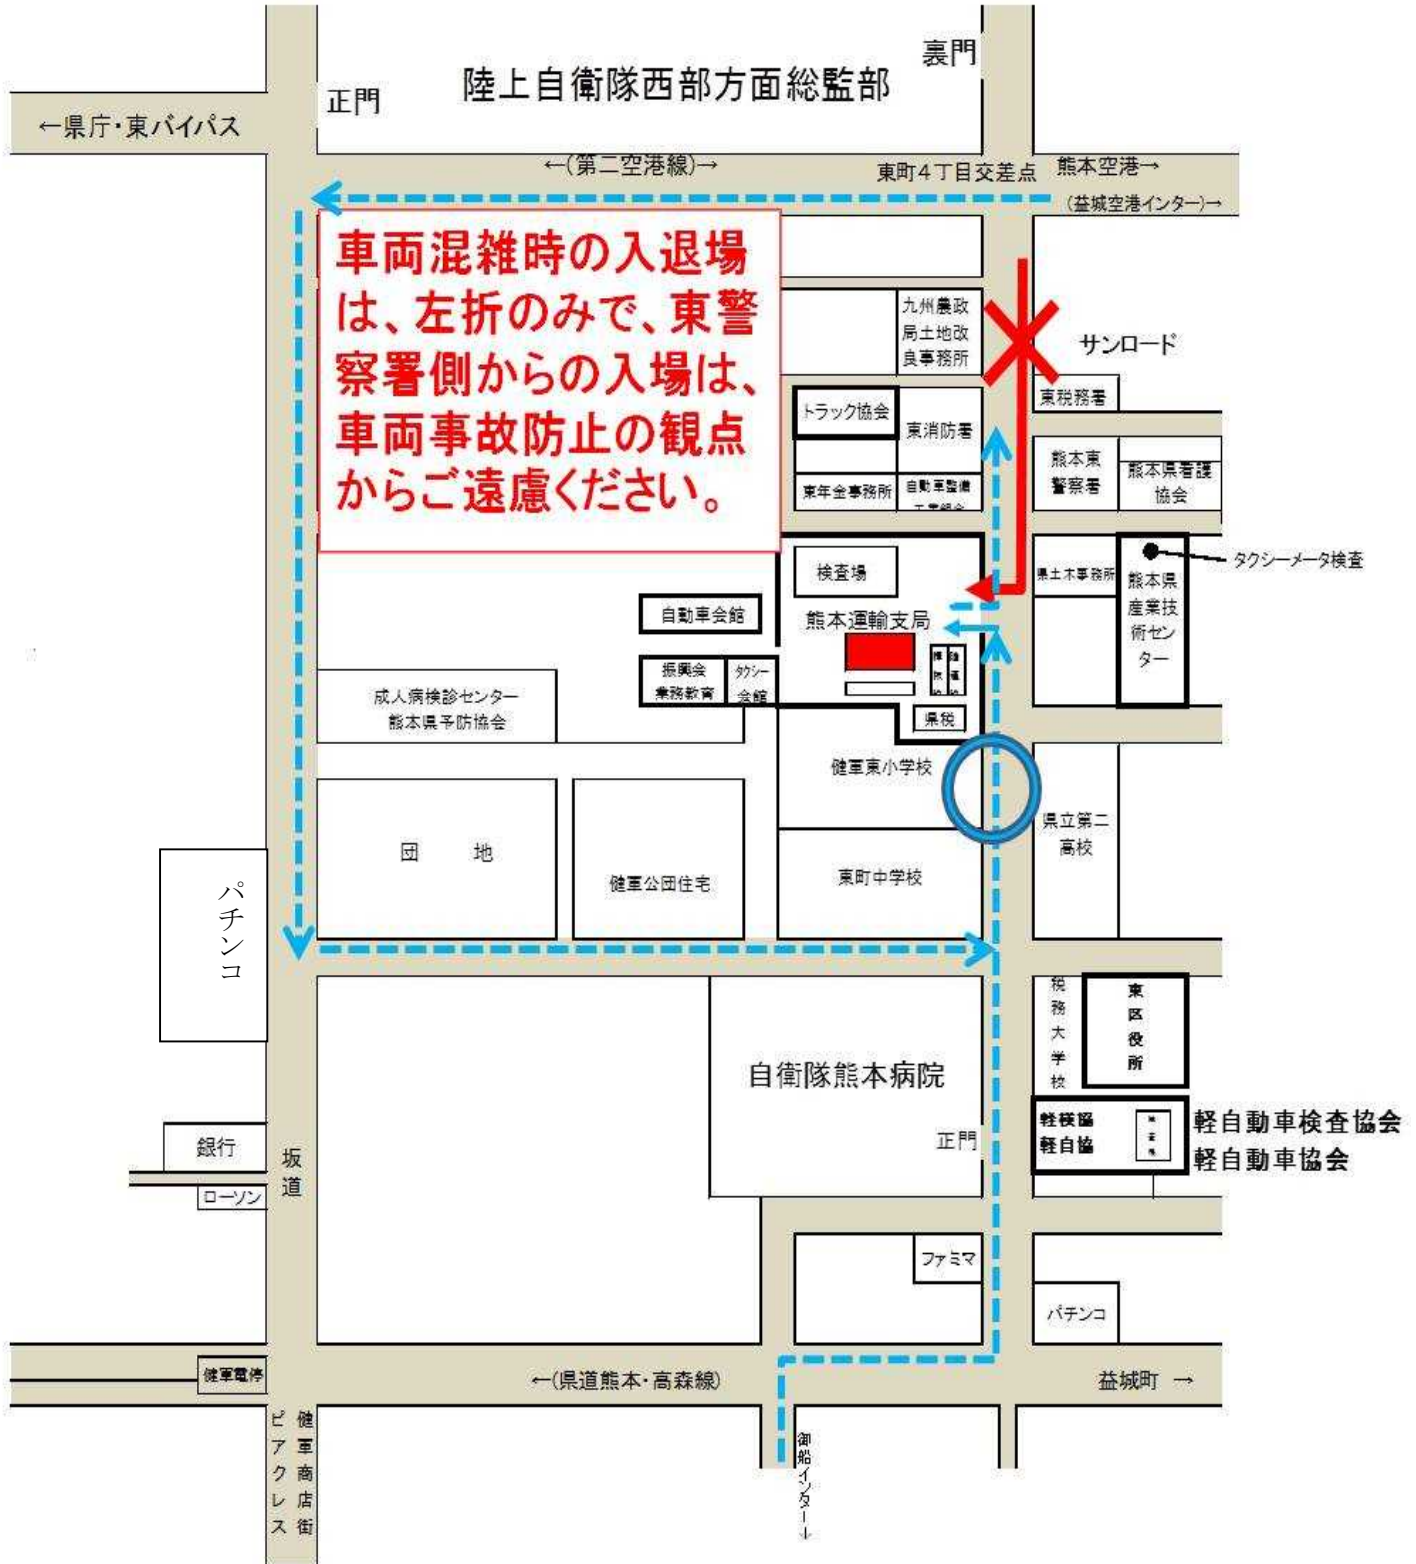 裏門
陸上自衛隊西部方面総監部
正門
←県庁・東バイパス
←(第二空港線)→
東町4丁目交差点
熊本空港→
(益城空港インター)→
車両混雑時の入退場
は、左折のみで、東警
察署側からの入場は、
車両事故防止の観点
からご遠慮ください。
九州農政
局土地改
良事務所
サンロード
東税務署
トラック協会
東消防署
熊本東
警察署
熊本県看護
協会
東年金事務所
自動車整備
工業組合
検査場
県土木事務所
タクシーメータ検査
熊本県
産業技
術セン
ター
自動車会館
熊本運輸支局
振興会
業務教育
タクシー
会館
県税
成人病検診センター
熊本県予防協会
健軍東小学校
県立第二
高校
団 地
健軍公団住宅
東町中学校
パチンコ
税務大学校
東区役所
自衛隊熊本病院
正門
軽検協
軽自協
軽自動車検査協会
軽自動車協会
銀行
坂道
ローソン
ファミマ
パチンコ
健軍電停
←(県道熊本・高森線)
益城町 →
健軍商店街
ピアクレス
御船インター→